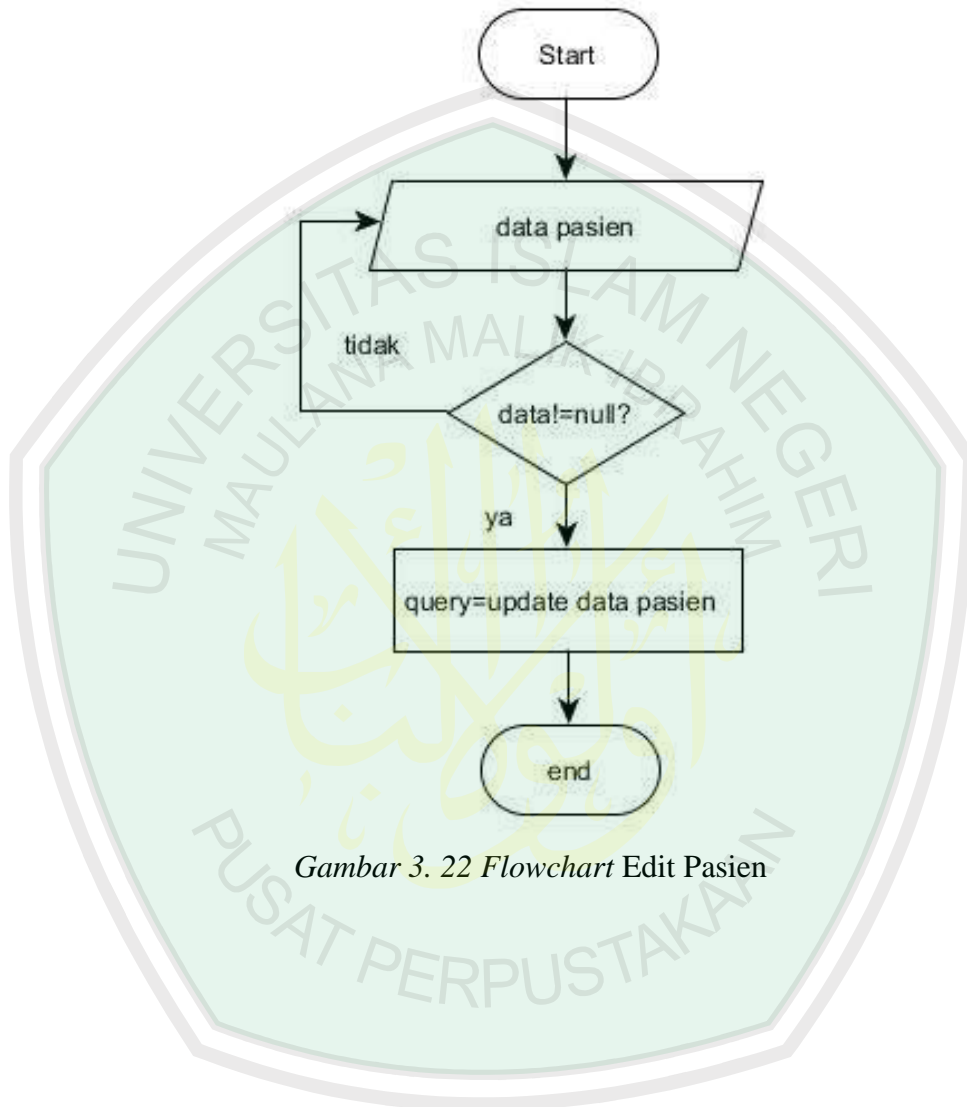 Start
data pasien
tidak
data!=null?
ya
query=update data pasien
end
Gambar 3. 22 Flowchart Edit Pasien
UNIVERSITAS ISLAM NEGERI
MAULANA MALIK IBRAHIM
PUSAT PERPUSTAKAAN